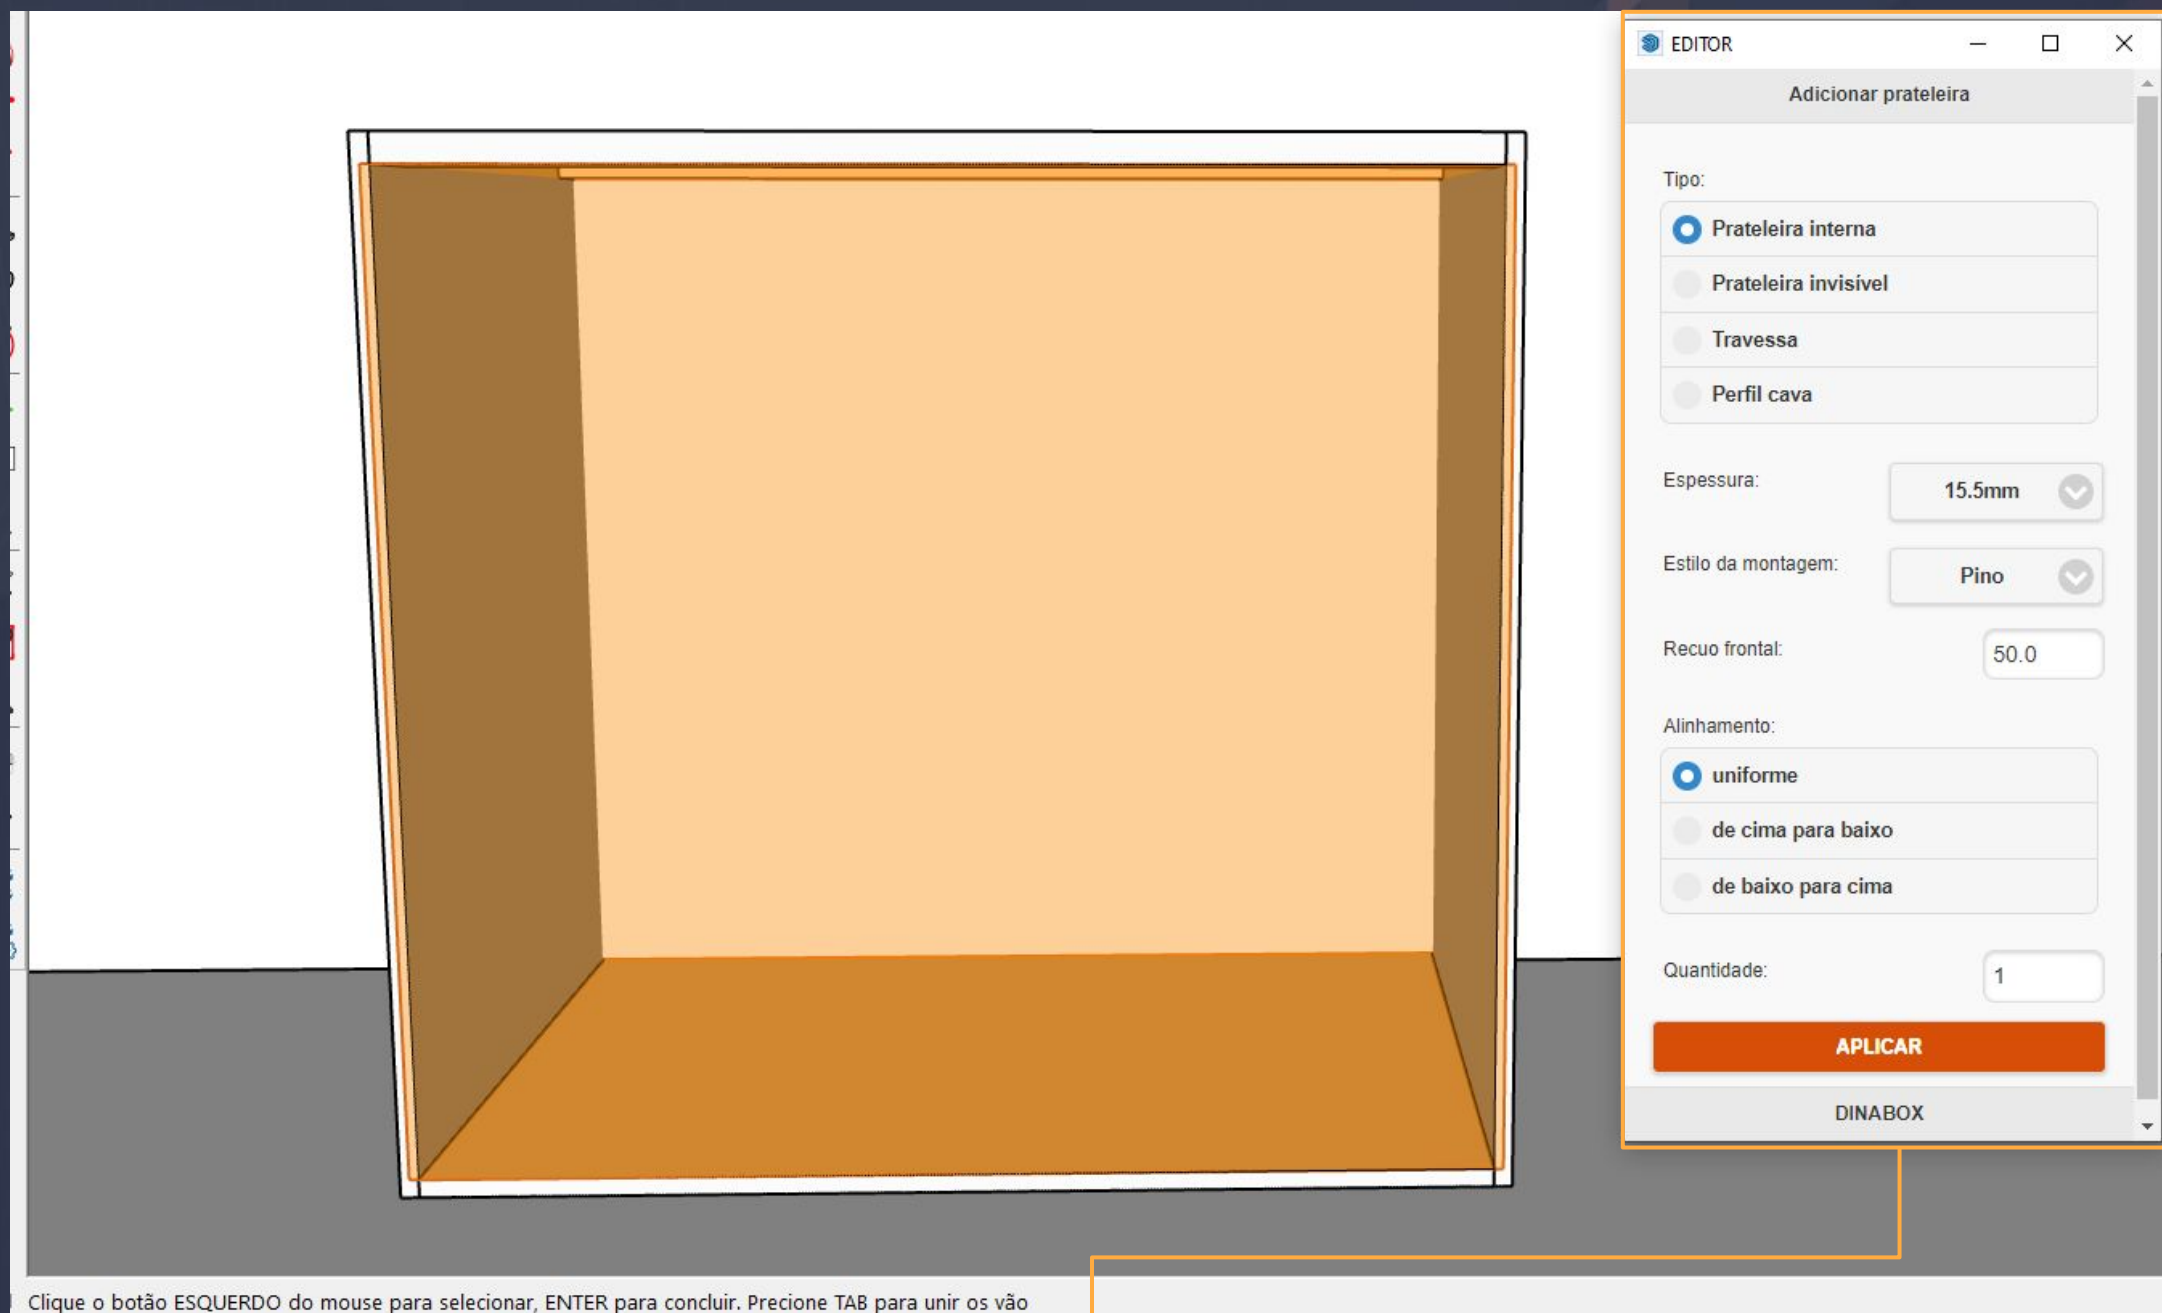 EDITOR
Adicionar prateleira
Tipo:
Prateleira interna
Prateleira invisível
Travessa
Perfil cava
Espessura:
15.5mm
Estilo da montagem:
Pino
Recuo frontal:
50.0
Alinhamento:
uniforme
de cima para baixo
de baixo para cima
Quantidade:
1
APLICAR
DINABOX
Clique o botão ESQUERDO do mouse para selecionar, ENTER para concluir. Precione TAB para unir os vão